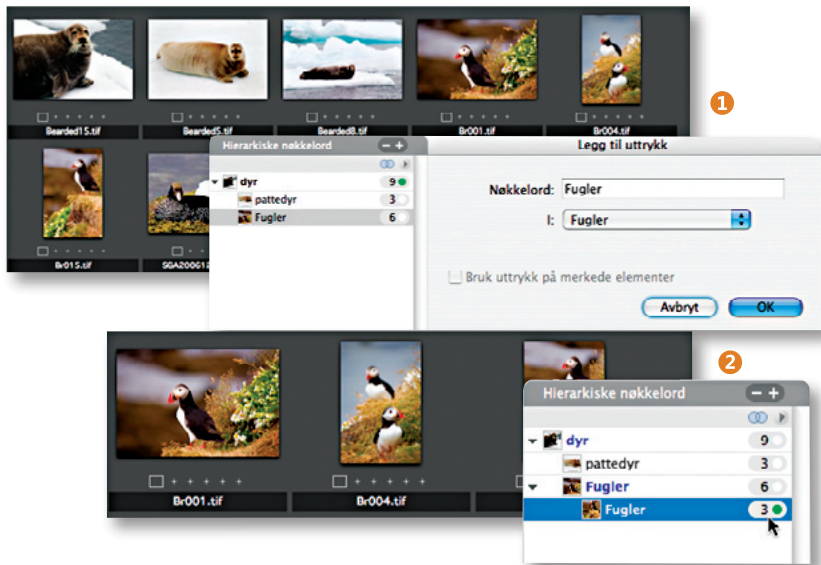 1
Bearded15.tif Bearded5.tif Bearded8.tif Br001.tif Br004.tif
Hierarkiske nøkkelord - +
dyr 9
pattedyr 3
Fugler 6
Legg til uttrykk
Nøkkelord: Fugler
I: Fugler
Bruk uttrykk på merkede elementer
Avbryt OK
Br015.tif SGA200612
2
Br001.tif Br004.tif
Hierarkiske nøkkelord - +
dyr 9
pattedyr 3
Fugler 6
Fugler 3